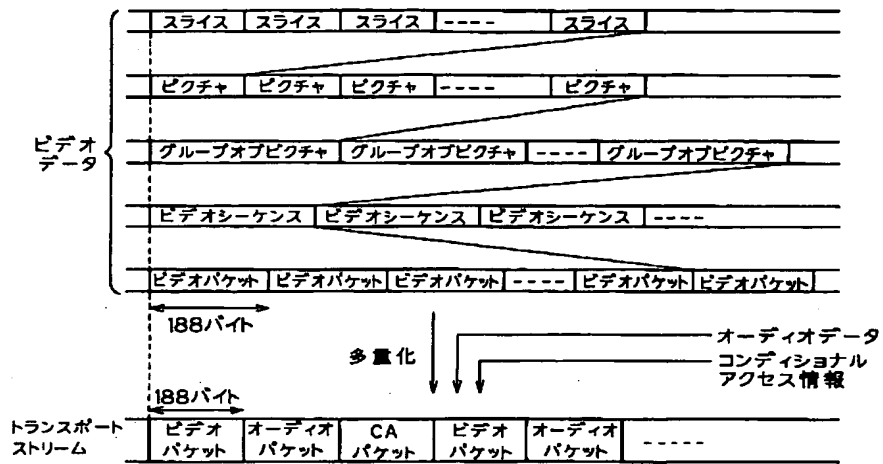 スライス スライス スライス ---- スライス
ピクチャ ピクチャ ピクチャ ---- ピクチャ
ビデオ
データ
グループオブピクチャ グループオブピクチャ ---- グループオブピクチャ
ビデオシーケンス ビデオシーケンス ビデオシーケンス ----
ビデオパケット ビデオパケット ビデオパケット ---- ビデオパケット ビデオパケット
188バイト
多重化
オーディオデータ
コンディショナル
アクセス情報
188バイト
トランスポート
ストリーム
ビデオ
パケット
オーディオ
パケット
CA
パケット
ビデオ
パケット
オーディオ
パケット
-----